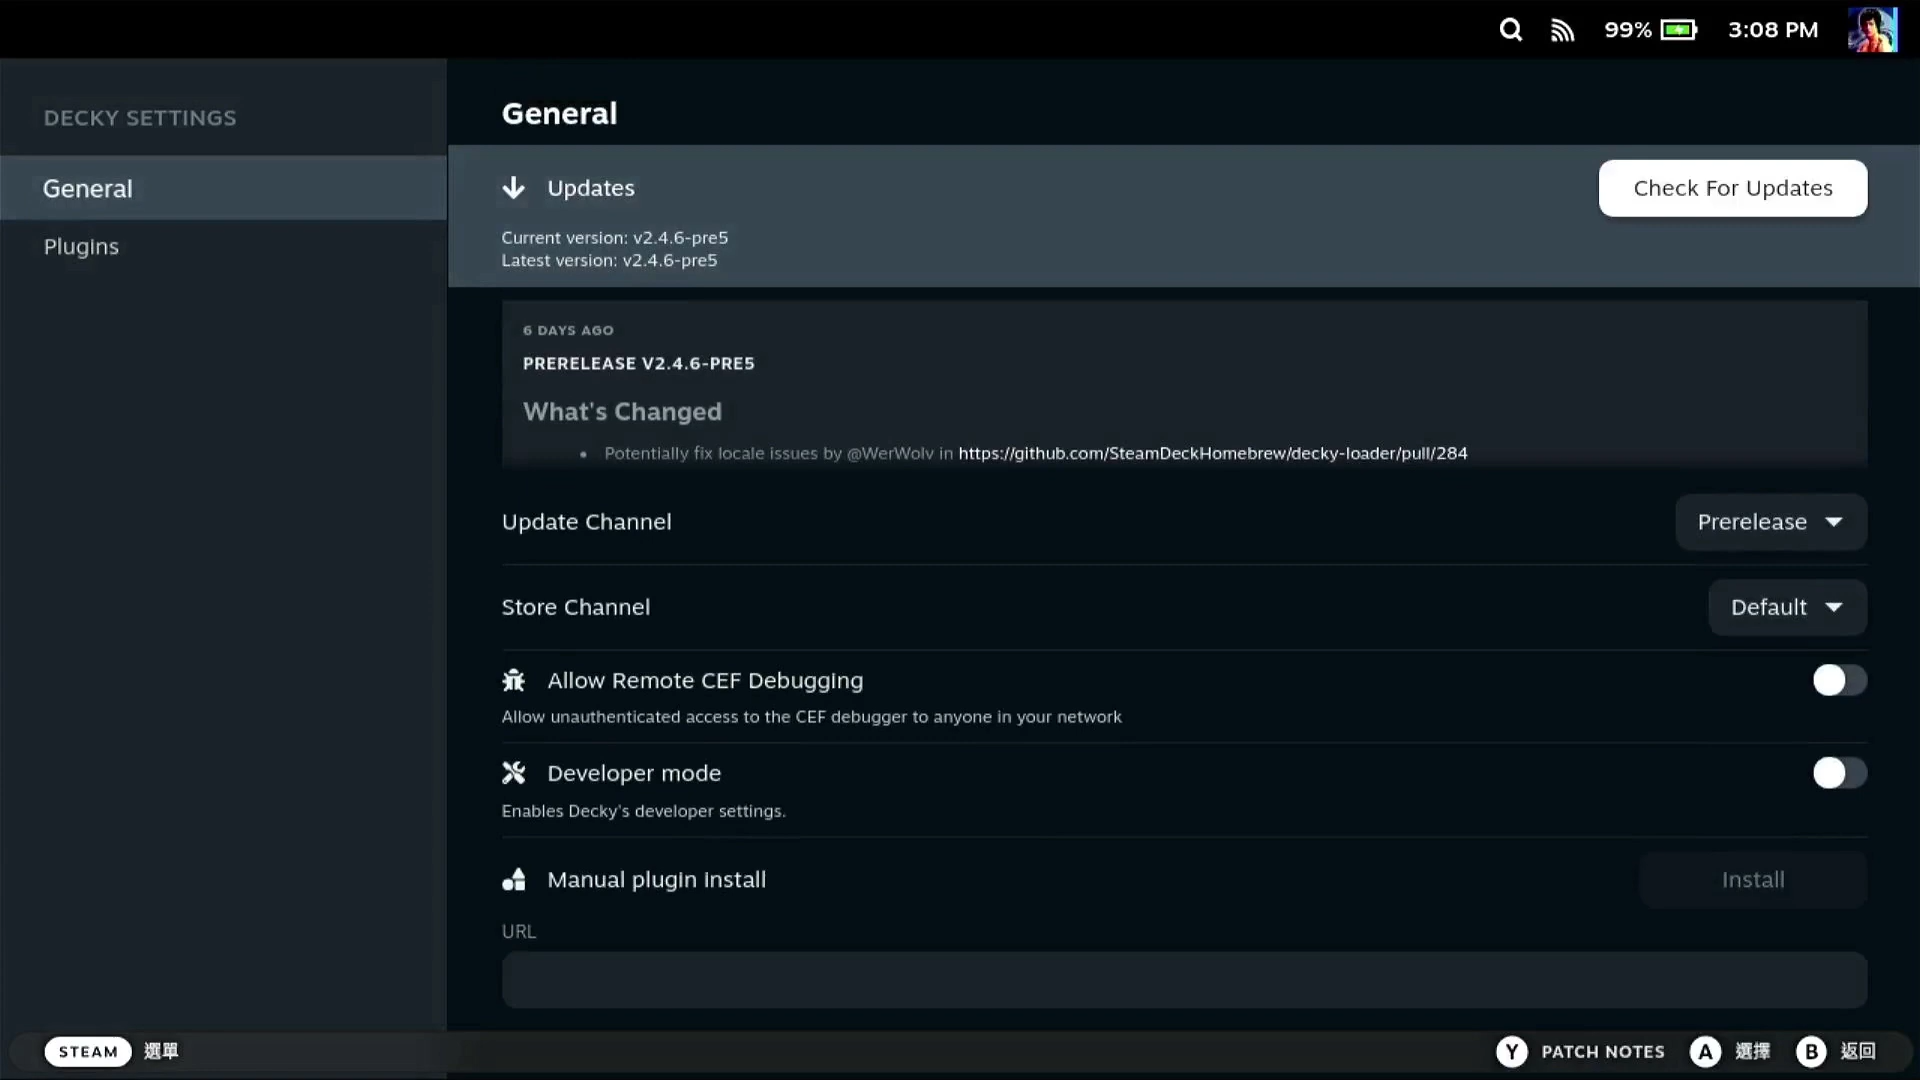 99%
3:08 PM
DECKY SETTINGS
General
Plugins
General
Updates
Check For Updates
Current version: v2.4.6-pre5
Latest version: v2.4.6-pre5
6 DAYS AGO
PRERELEASE V2.4.6-PRE5
What's Changed
• Potentially fix locale issues by @WerWolv in https://github.com/SteamDeckHomebrew/decky-loader/pull/284
Update Channel
Prerelease
Store Channel
Default
Allow Remote CEF Debugging
Allow unauthenticated access to the CEF debugger to anyone in your network
Developer mode
Enables Decky's developer settings.
Manual plugin install
Install
URL
STEAM 選單
Y PATCH NOTES A 選擇 B 返回